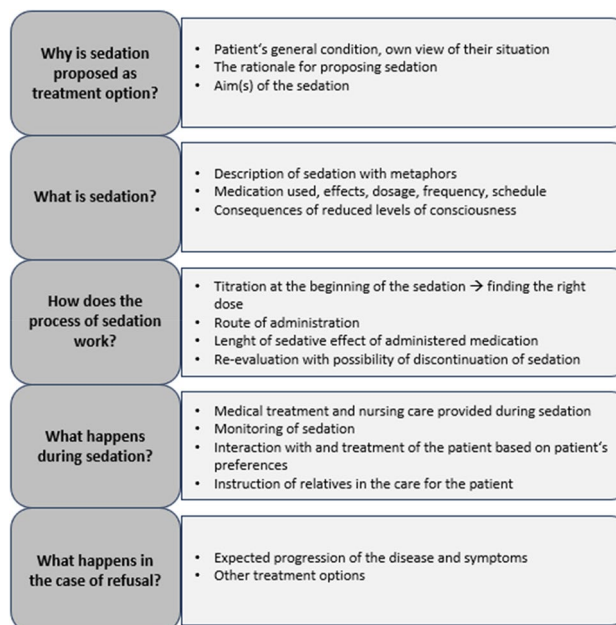 Why is sedation
proposed as
treatment option?
• Patient's general condition, own view of their situation
• The rationale for proposing sedation
• Aim(s) of the sedation
What is sedation?
• Description of sedation with metaphors
• Medication used, effects, dosage, frequency, schedule
• Consequences of reduced levels of consciousness
How does the
process of sedation
work?
• Titration at the beginning of the sedation → finding the right
dose
• Route of administration
• Lenght of sedative effect of administered medication
• Re-evaluation with possibility of discontinuation of sedation
What happens
during sedation?
• Medical treatment and nursing care provided during sedation
• Monitoring of sedation
• Interaction with and treatment of the patient based on patient's
preferences
• Instruction of relatives in the care for the patient
What happens in
the case of refusal?
• Expected progression of the disease and symptoms
• Other treatment options